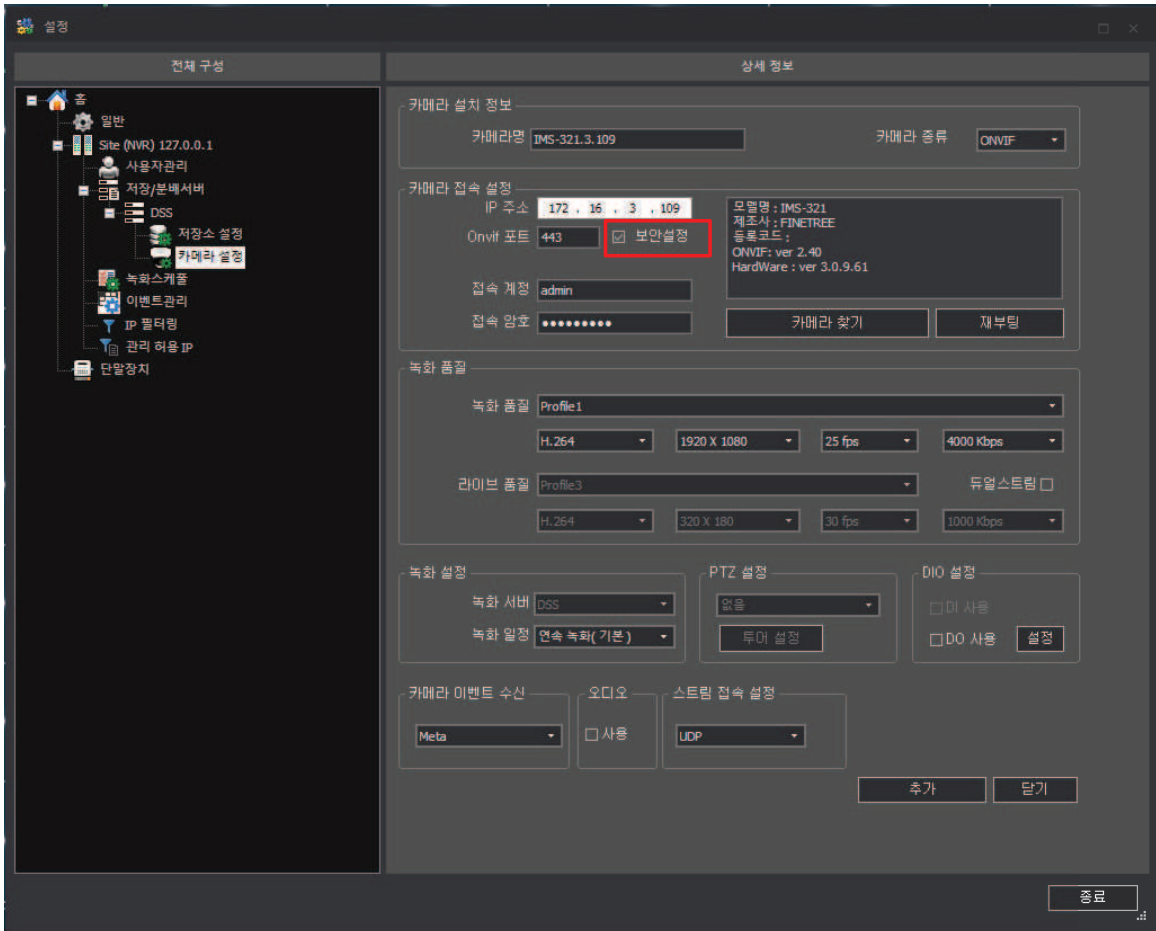 설정
전체 구성
상세 정보
홈
일반
Site (NVR) 127.0.0.1
사용자관리
저장/분배서버
DSS
저장소 설정
카메라 설정
녹화스케줄
이벤트관리
IP 필터링
관리 허용 IP
단말장치
카메라 설치 정보
카메라명 IMS-321.3.109 카메라 종류 ONVIF
카메라 접속 설정
IP 주소 172 . 16 . 3 . 109
Onvif 포트 443 보안설정
접속 계정 admin
접속 암호 ●●●●●●●●●
모델명 : IMS-321
제조사 : FINETREE
등록코드 :
ONVIF: ver 2.40
HardWare : ver 3.0.9.61
카메라 찾기 재부팅
녹화 품질
녹화 품질 Profile1
H.264 1920 X 1080 25 fps 4000 Kbps
라이브 품질 Profile3 듀얼스트림
H.264 320 X 180 30 fps 1000 Kbps
녹화 설정
녹화 서버 DSS
녹화 일정 연속 녹화(기본)
PTZ 설정
없음
투어 설정
DIO 설정
DI 사용
DO 사용 설정
카메라 이벤트 수신
Meta
오디오
사용
스트림 접속 설정
UDP
추가 닫기
종료